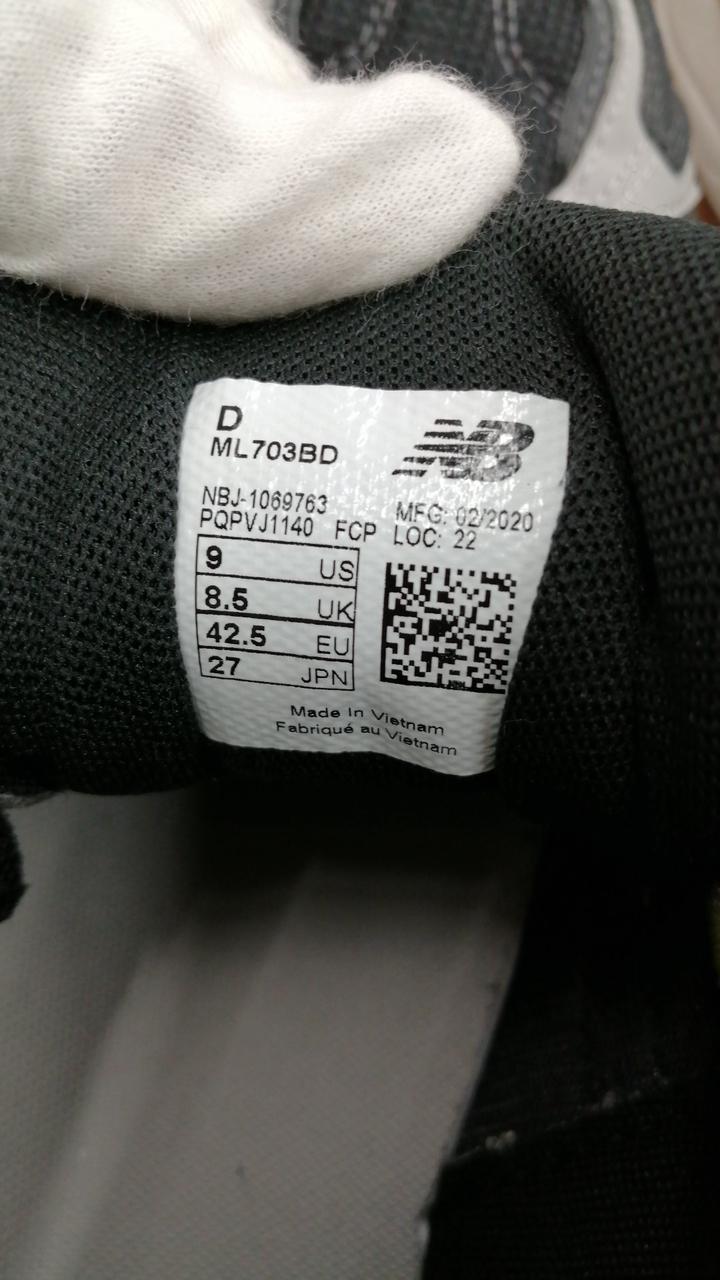 D
ML703BD
NB
NBJ-1069763
PQPVJ1140 FCP
MFG: 02/2020
LOC: 22
9 US
8.5 UK
42.5 EU
27 JPN
Made In Vietnam
Fabriqué au Vietnam